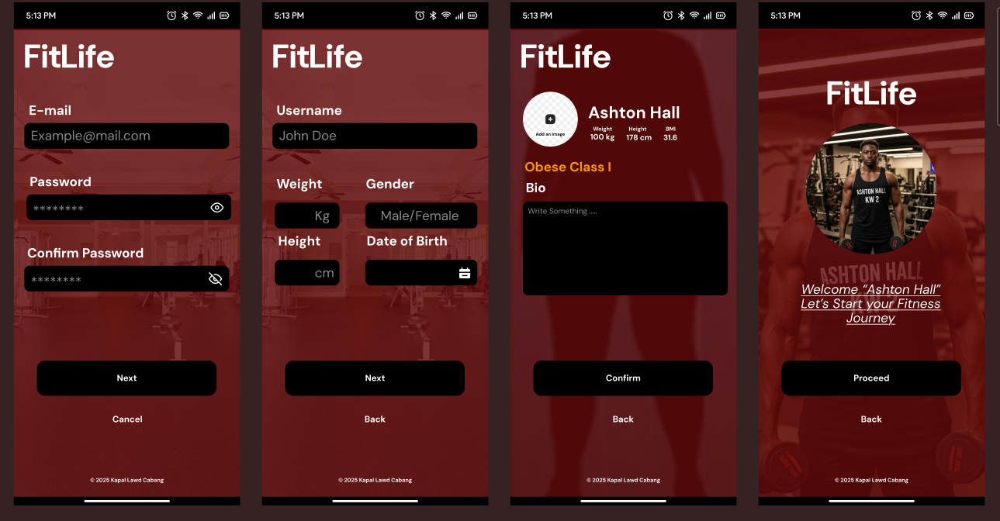 5:13 PM
FitLife
E-mail
Example@mail.com
Password
********
Confirm Password
********
Next
Cancel
© 2025 Kapal Lawd Cabang
5:13 PM
FitLife
Username
John Doe
Weight Gender
Kg Male/Female
Height Date of Birth
cm
Next
Back
© 2025 Kapal Lawd Cabang
5:13 PM
FitLife
Add an Image
Ashton Hall
Weight Height BMI
100 kg 178 cm 31.6
Obese Class I
Bio
Write Something .....
Confirm
Back
© 2025 Kapal Lawd Cabang
5:13 PM
FitLife
ASHTON HALL
KW 2
ASHTON HALL
KW 2
Welcome “Ashton Hall”
Let’s Start your Fitness
Journey
Proceed
Back
© 2025 Kapal Lawd Cabang